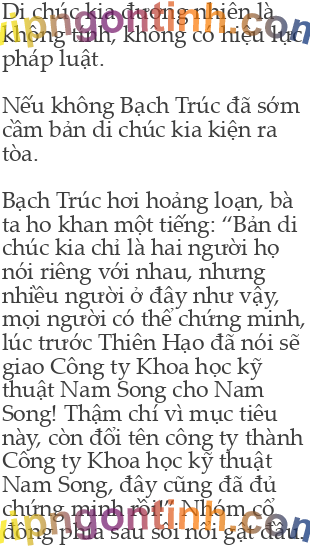 Di chúc kia đương nhiên là
không tính, không có hiệu lực
pháp luật.
Nếu không Bạch Trúc đã sớm
cầm bản di chúc kia kiện ra
tòa.
Bạch Trúc hơi hoảng loạn, bà
ta ho khan một tiếng: “Bản di
chúc kia chỉ là hai người họ
nói riêng với nhau, nhưng
nhiều người ở đây như vậy,
mọi người có thể chứng minh,
lúc trước Thiên Hạo đã nói sẽ
giao Công ty Khoa học kỹ
thuật Nam Song cho Nam
Song! Thậm chí vì mục tiêu
này, còn đổi tên công ty thành
Công ty Khoa học kỹ thuật
Nam Song, đây cũng đã đủ
chứng minh rồi!” Nhóm cổ
đông phía sau sôi nổi gật đầu.
vipngontinh.com
vipngontinh.com